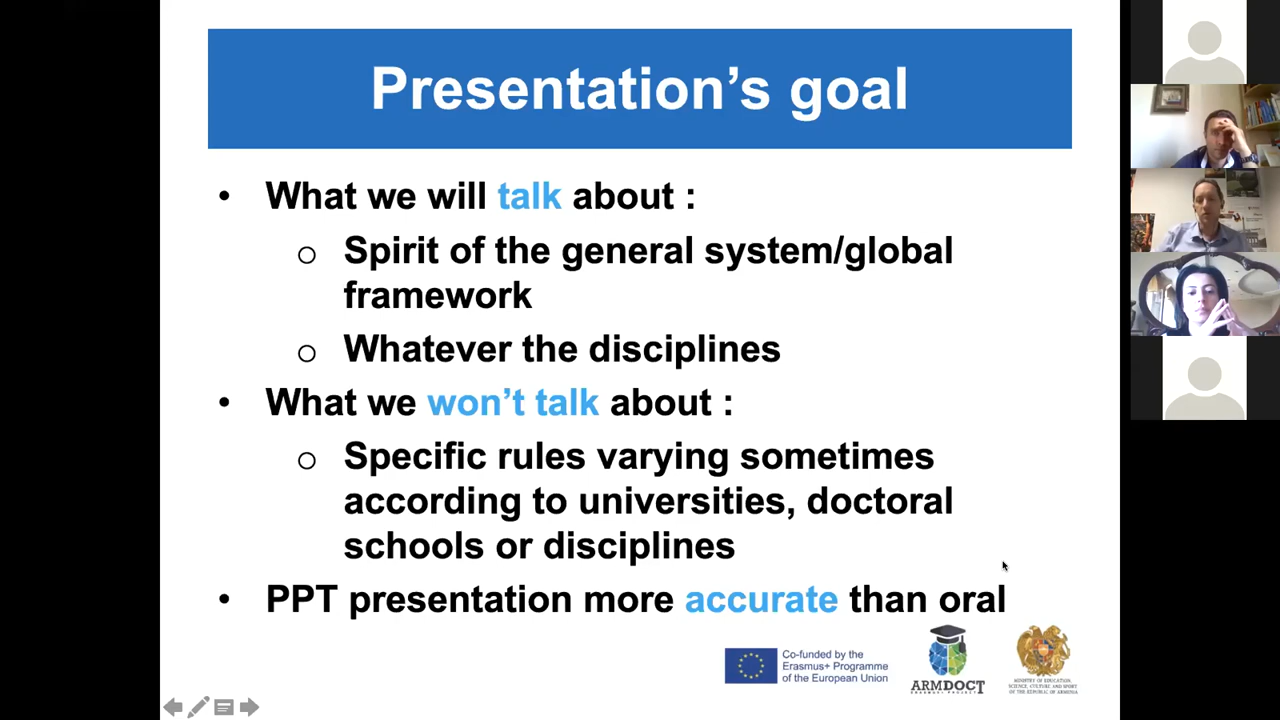 Presentation’s goal
• What we will talk about :
o Spirit of the general system/global
framework
o Whatever the disciplines
• What we won’t talk about :
o Specific rules varying sometimes
according to universities, doctoral
schools or disciplines
• PPT presentation more accurate than oral
Co-funded by the
Erasmus+ Programme
of the European Union
ARMDOCT
ERASMUS+ PROJECT
MINISTRY OF EDUCATION,
SCIENCE, CULTURE AND SPORT
OF THE REPUBLIC OF ARMENIA